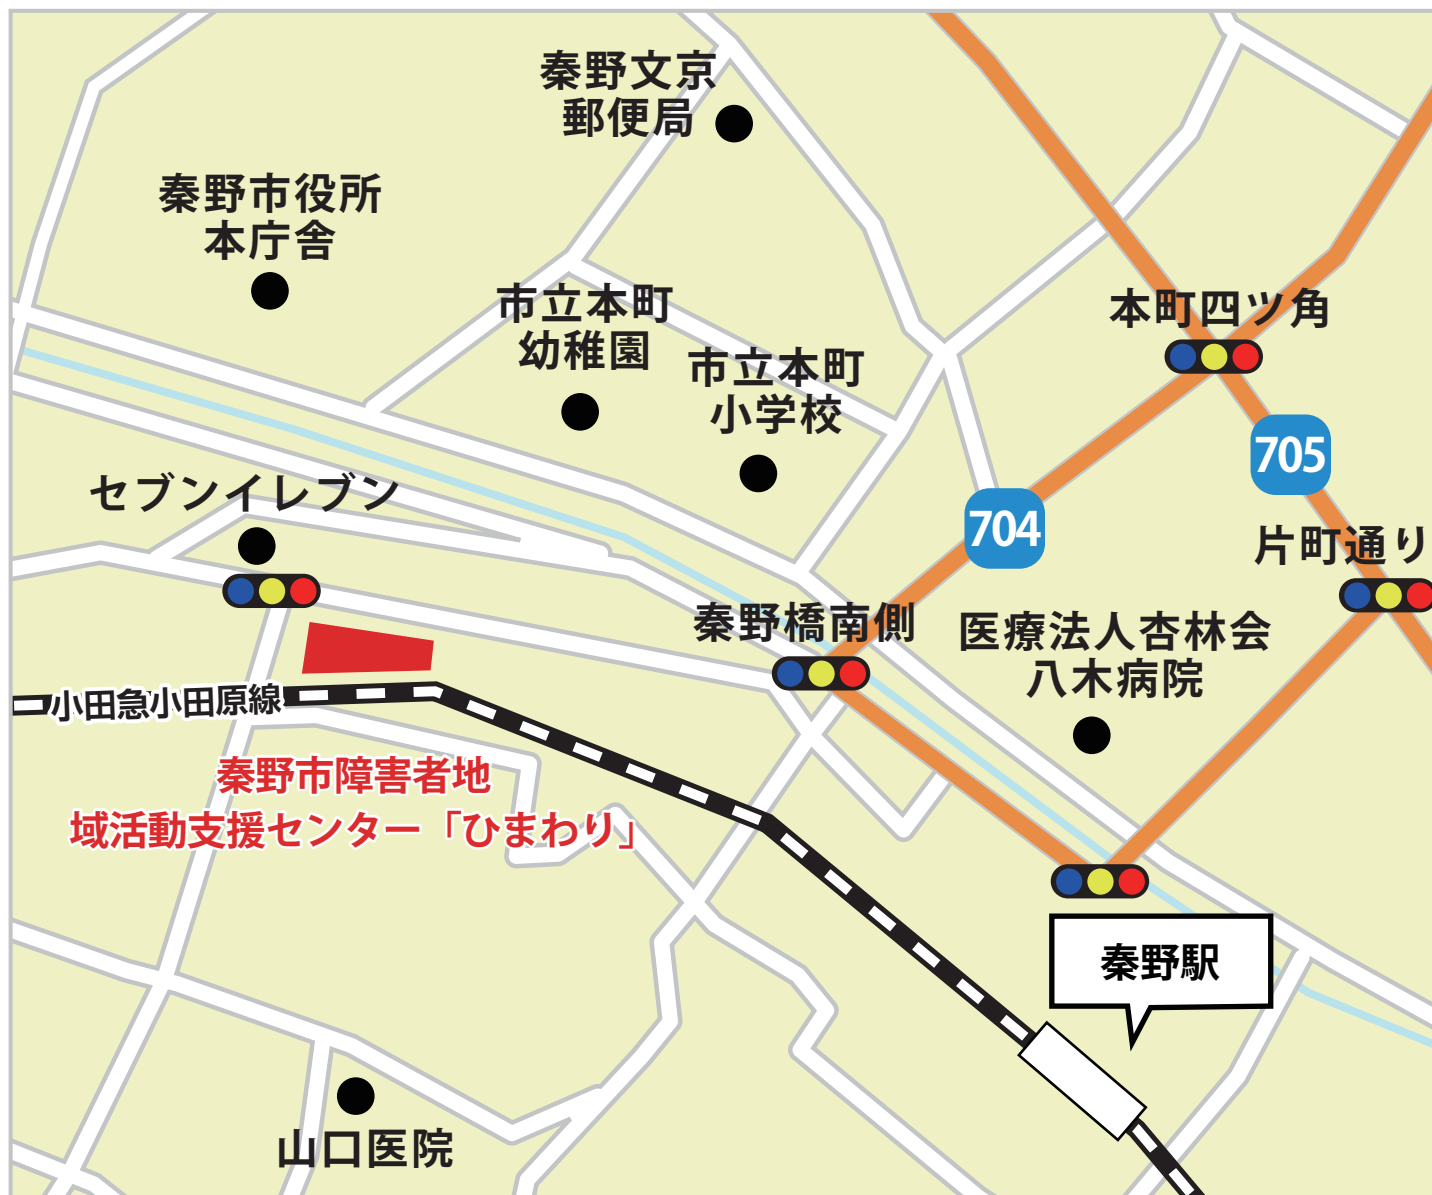 秦野文京
郵便局
秦野市役所
本庁舎
市立本町
幼稚園
本町四ツ角
市立本町
小学校
705
セブンイレブン
704
片町通り
秦野橋南側
医療法人杏林会
八木病院
小田急小田原線
秦野市障害者地
域活動支援センター「ひまわり」
秦野駅
山口医院